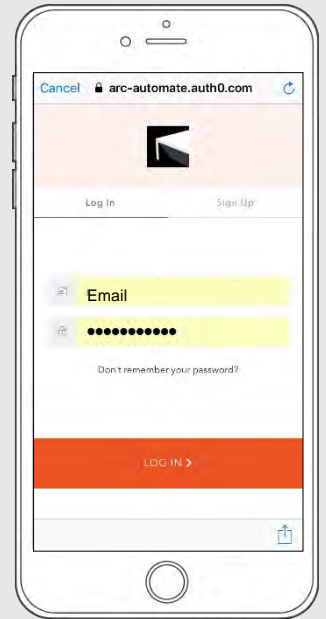 Cancel arc-automate.auth0.com
Log In Sign Up
Email
•••••••••••
Don't remember your password?
LOG IN >